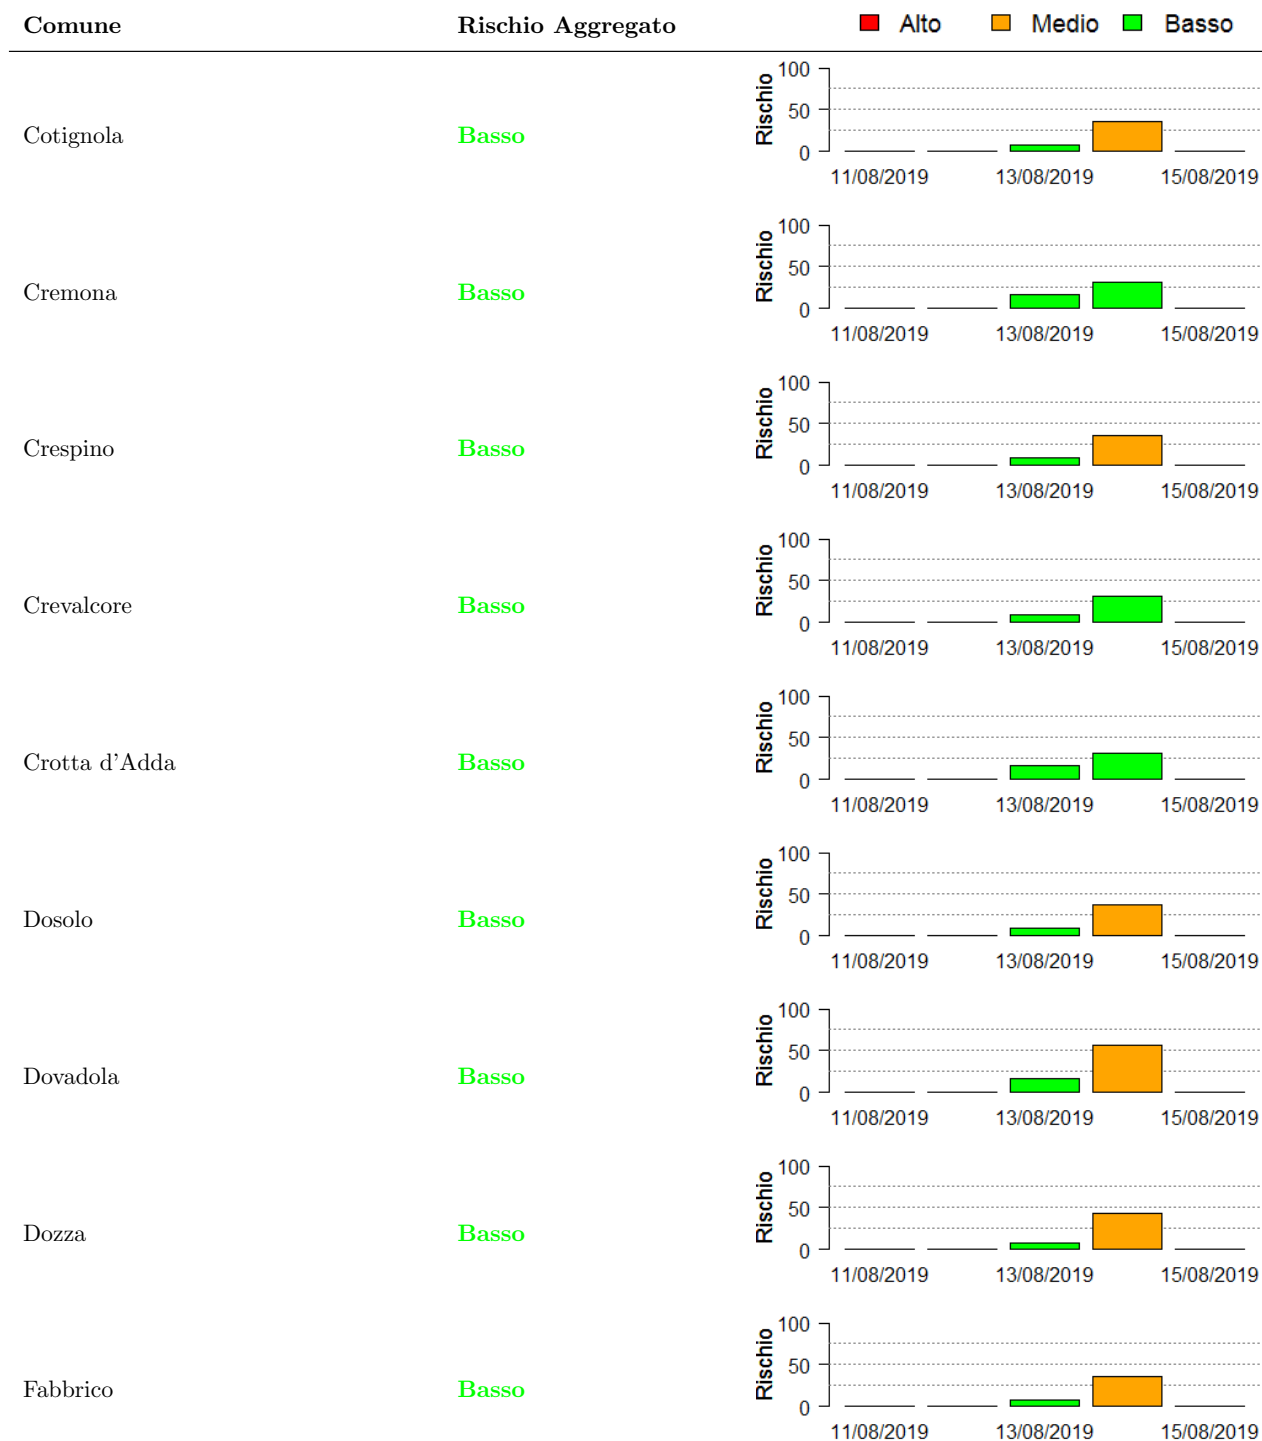 Comune Rischio Aggregato Alto Medio Basso
Cotignola Basso
Rischio
100
50
0
11/08/2019 13/08/2019 15/08/2019
Cremona Basso
Rischio
100
50
0
11/08/2019 13/08/2019 15/08/2019
Crespino Basso
Rischio
100
50
0
11/08/2019 13/08/2019 15/08/2019
Crevalcore Basso
Rischio
100
50
0
11/08/2019 13/08/2019 15/08/2019
Crotta d'Adda Basso
Rischio
100
50
0
11/08/2019 13/08/2019 15/08/2019
Dosolo Basso
Rischio
100
50
0
11/08/2019 13/08/2019 15/08/2019
Dovadola Basso
Rischio
100
50
0
11/08/2019 13/08/2019 15/08/2019
Dozza Basso
Rischio
100
50
0
11/08/2019 13/08/2019 15/08/2019
Fabbrico Basso
Rischio
100
50
0
11/08/2019 13/08/2019 15/08/2019